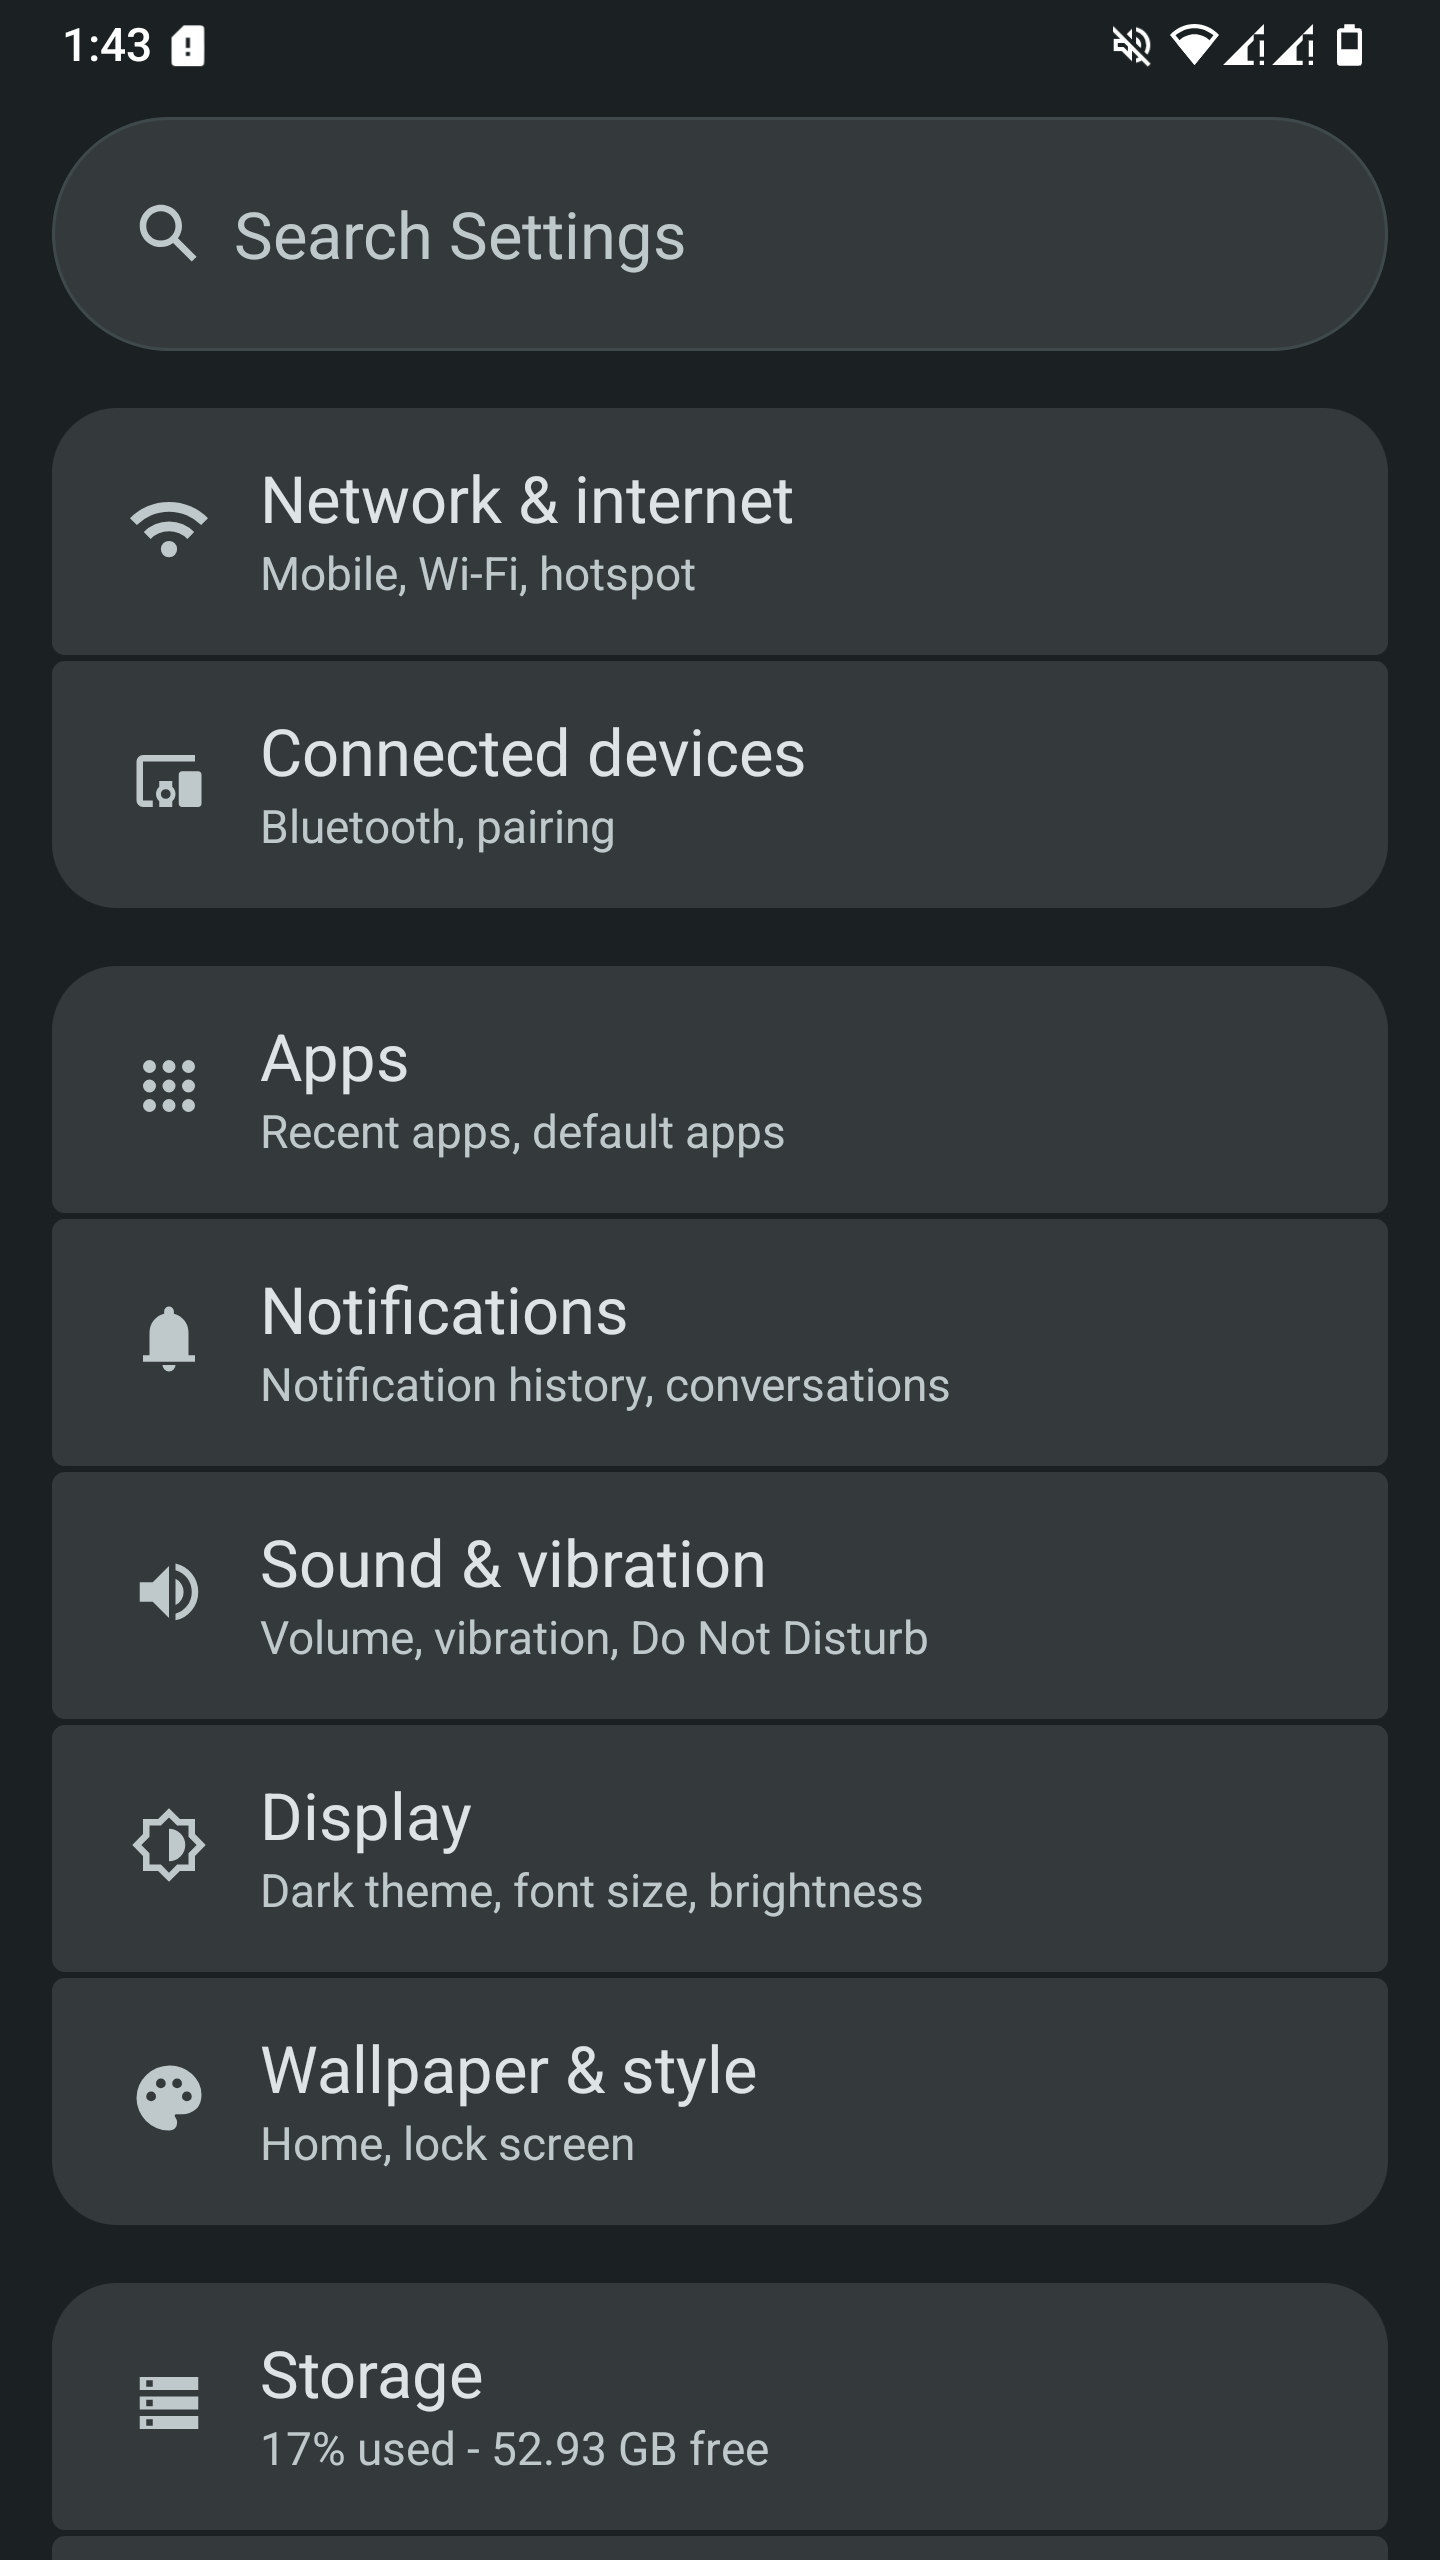 1:43
Search Settings
Network & internet
Mobile, Wi-Fi, hotspot
Connected devices
Bluetooth, pairing
Apps
Recent apps, default apps
Notifications
Notification history, conversations
Sound & vibration
Volume, vibration, Do Not Disturb
Display
Dark theme, font size, brightness
Wallpaper & style
Home, lock screen
Storage
17% used - 52.93 GB free